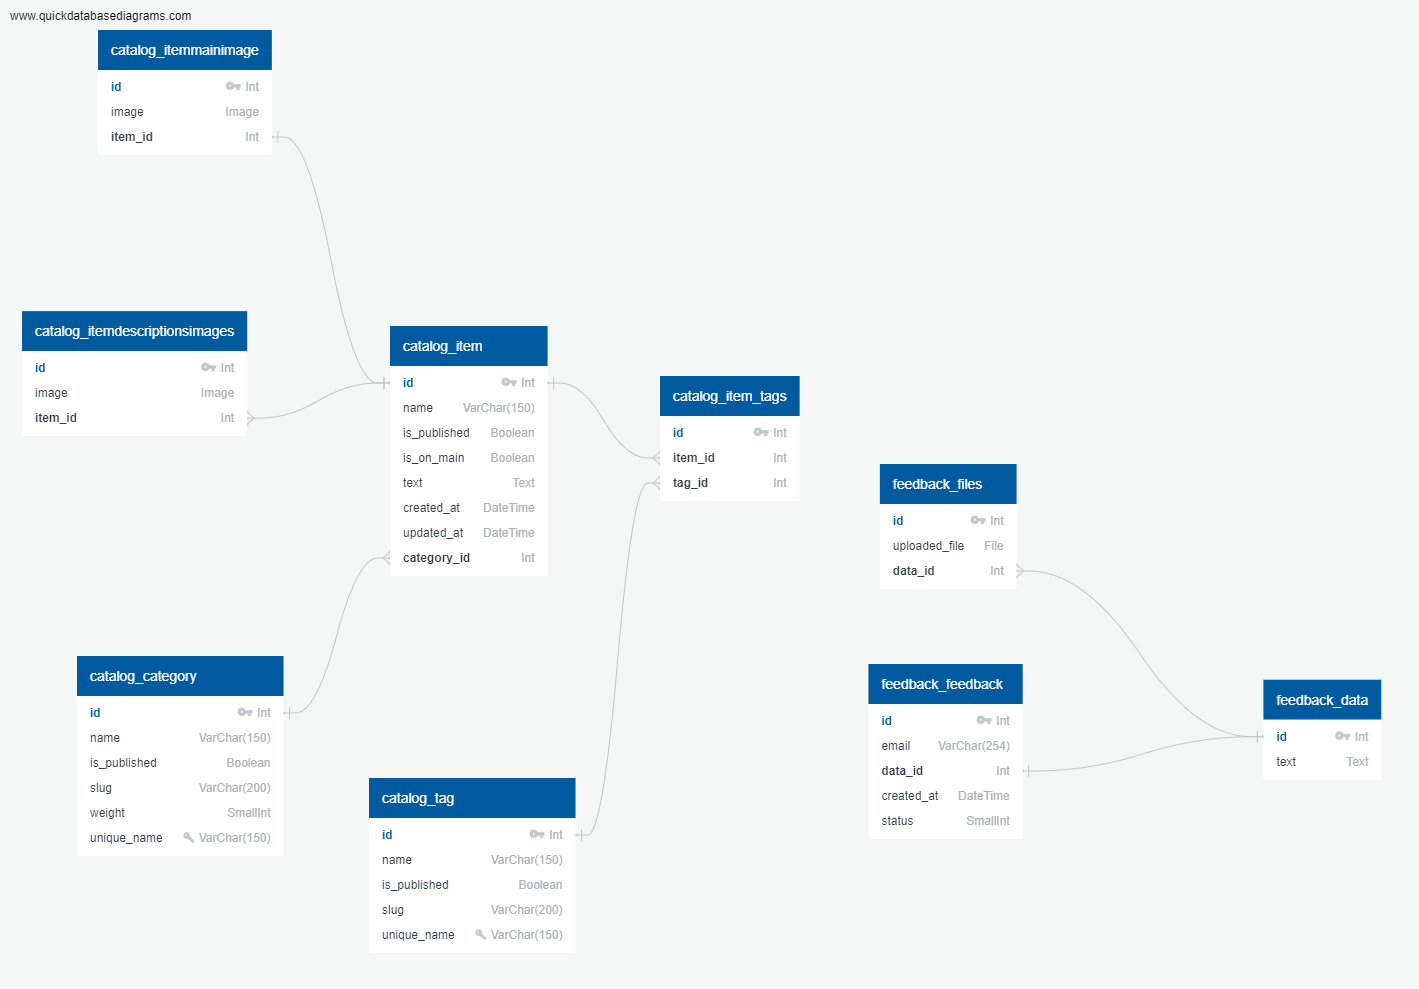 www.quickdatabasediagrams.com
catalog_itemmainimage
id Int
image Image
item_id Int
catalog_itemdescriptionsimages
id Int
image Image
item_id Int
catalog_item
id Int
name VarChar(150)
is_published Boolean
is_on_main Boolean
text Text
created_at DateTime
updated_at DateTime
category_id Int
catalog_item_tags
id Int
item_id Int
tag_id Int
catalog_category
id Int
name VarChar(150)
is_published Boolean
slug VarChar(200)
weight SmallInt
unique_name VarChar(150)
catalog_tag
id Int
name VarChar(150)
is_published Boolean
slug VarChar(200)
unique_name VarChar(150)
feedback_files
id Int
uploaded_file File
data_id Int
feedback_feedback
id Int
email VarChar(254)
data_id Int
created_at DateTime
status SmallInt
feedback_data
id Int
text Text